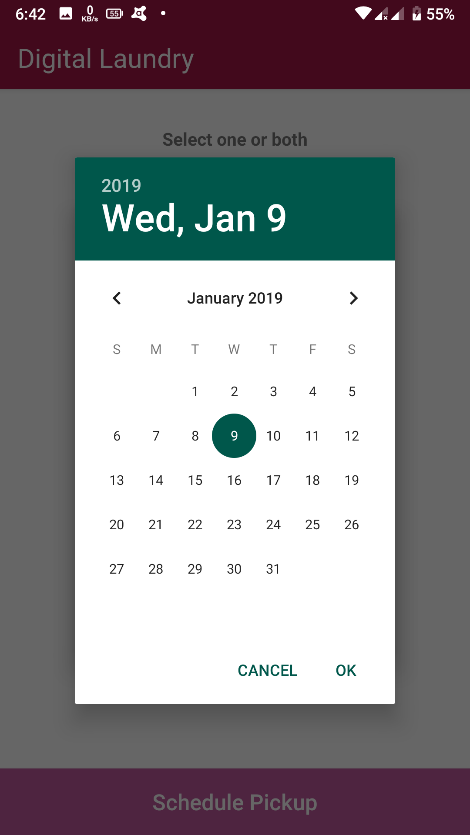 6:42 0 KB/s 55 55%
Digital Laundry
Select one or both
2019
Wed, Jan 9
January 2019
S M T W T F S
1 2 3 4 5
6 7 8 9 10 11 12
13 14 15 16 17 18 19
20 21 22 23 24 25 26
27 28 29 30 31
CANCEL OK
Schedule Pickup